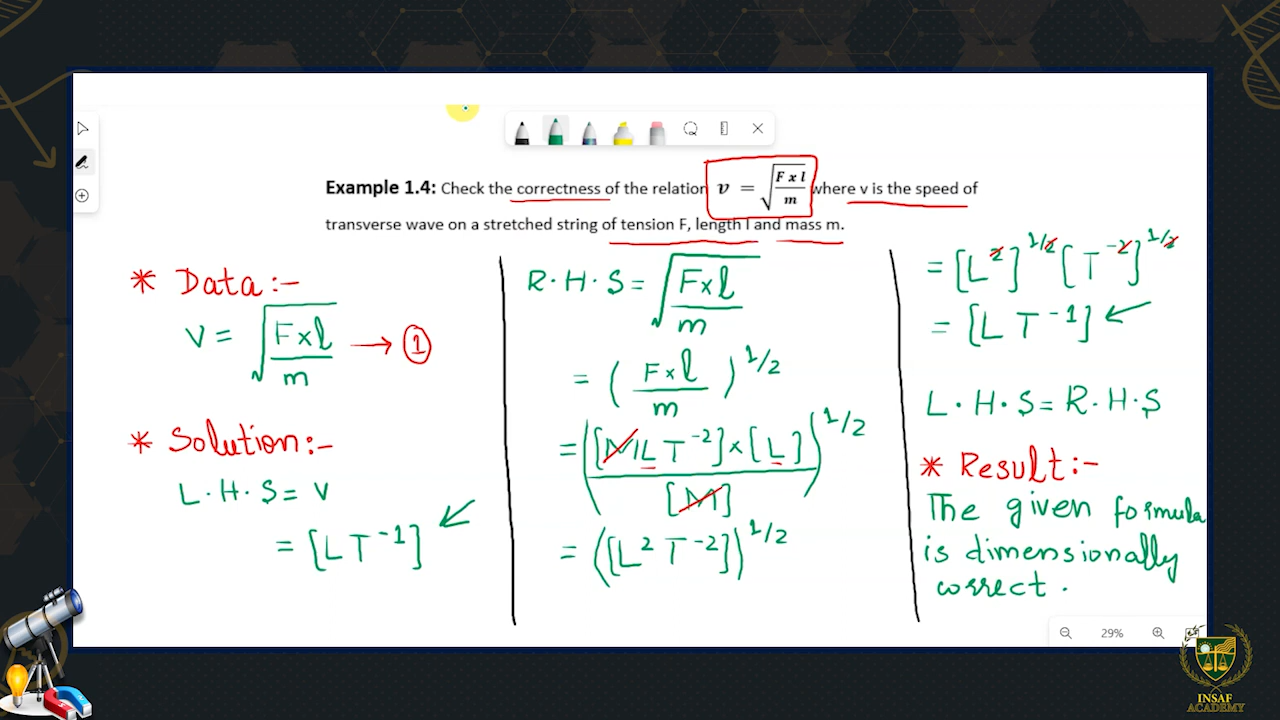 Example 1.4: Check the correctness of the relation v = √(F x l / m) where v is the speed of
transverse wave on a stretched string of tension F, length l and mass m.
* Data:-
V = √(F×l / m) → ①
* Solution:-
L.H.S = V
= [LT⁻¹]
R.H.S = √(F×l / m)
= (F×l / m)^1/2
= ([MLT⁻²]×[L] / [M])^1/2
= ([L²T⁻²])^1/2
= [L²]^1/2 [T⁻²]^1/2
= [LT⁻¹]
L.H.S = R.H.S
* Result:-
The given formula
is dimensionally
correct.
29%
INSAF
ACADEMY